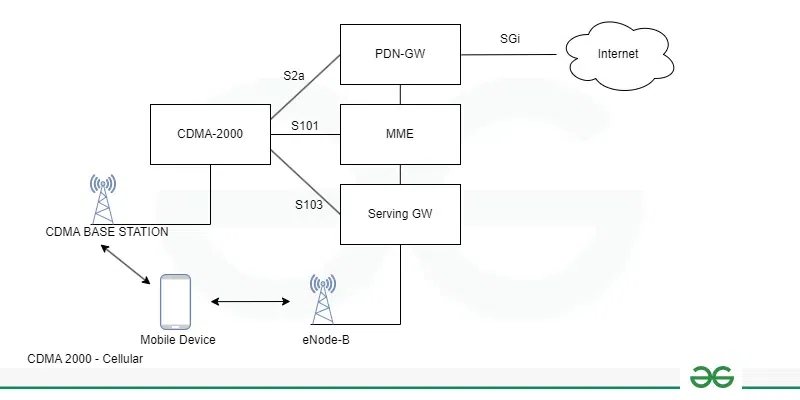 SGi
PDN-GW
Internet
S2a
CDMA-2000
S101
MME
S103
Serving GW
CDMA BASE STATION
Mobile Device
eNode-B
CDMA 2000 - Cellular